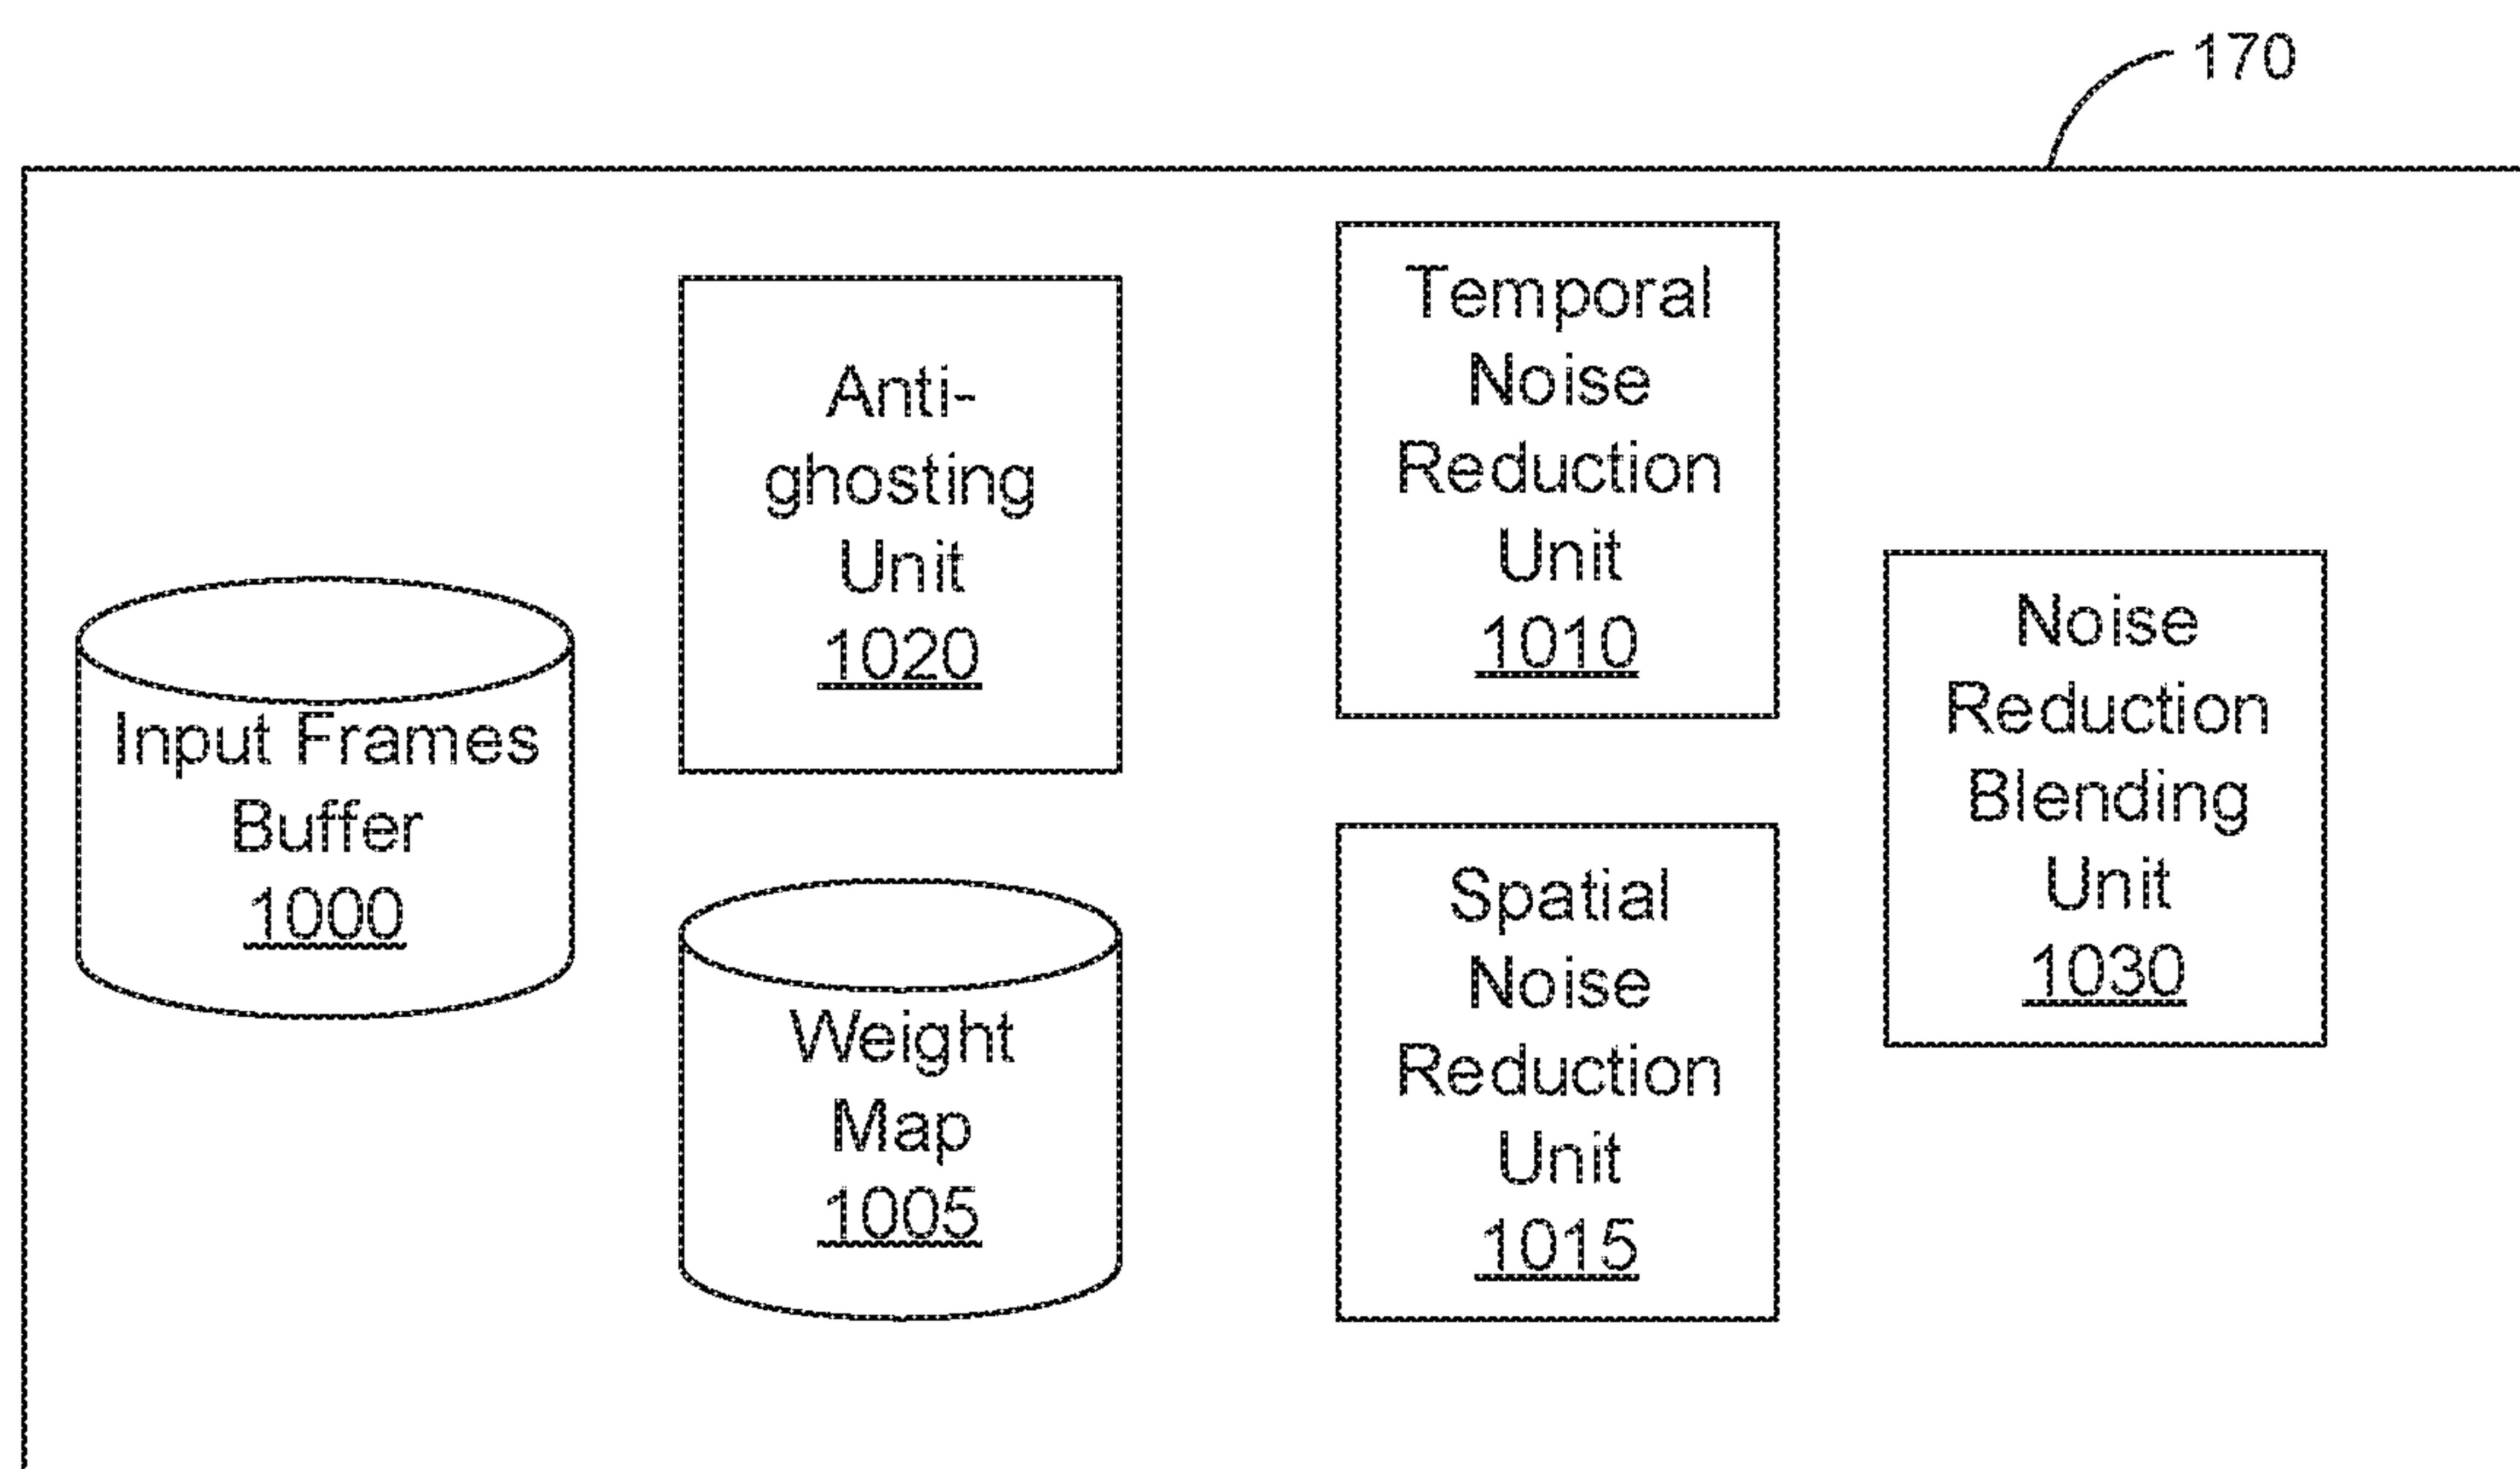 170
Input Frames
Buffer
1000
Anti-
ghosting
Unit
1020
Weight
Map
1005
Temporal
Noise
Reduction
Unit
1010
Spatial
Noise
Reduction
Unit
1015
Noise
Reduction
Blending
Unit
1030